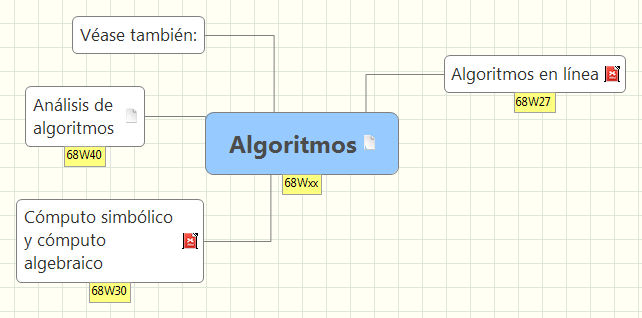 Véase también:
Algoritmos en línea
68W27
Análisis de
algoritmos
68W40
Algoritmos
68Wxx
Cómputo simbólico
y cómputo
algebraico
68W30